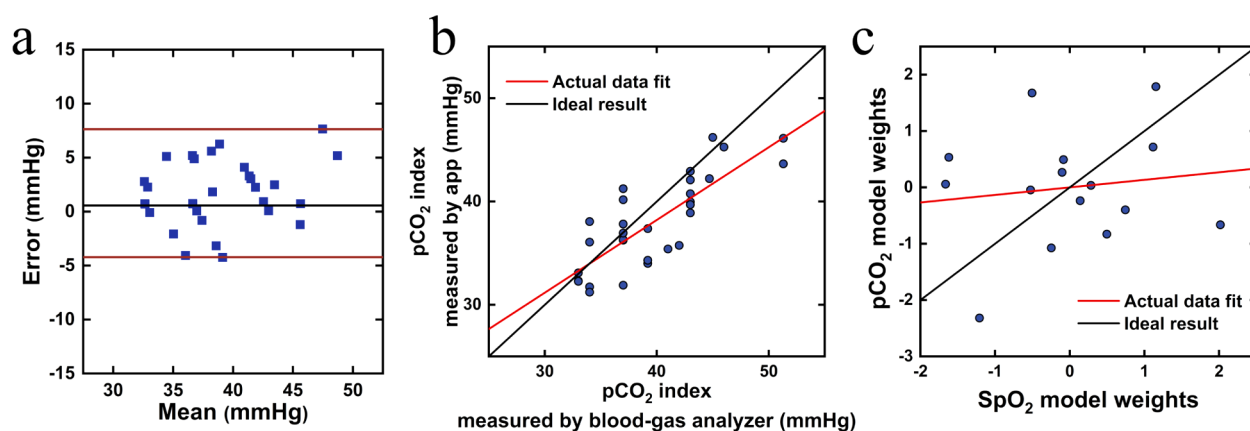 a
15
10
5
0
-5
-10
-15
30
35
40
45
50
Error (mmHg)
Mean (mmHg)
b
pCO₂ index
measured by app (mmHg)
50
40
30
Actual data fit
Ideal result
30
40
50
pCO₂ index
measured by blood-gas analyzer (mmHg)
c
pCO₂ model weights
2
1
0
-1
-2
-3
Actual data fit
Ideal result
-2
-1
0
1
2
SpO₂ model weights